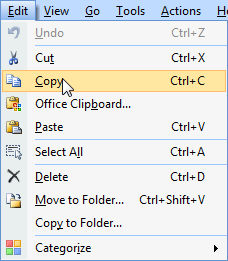 Edit View Go Tools Actions
Undo Ctrl+Z
Cut Ctrl+X
Copy Ctrl+C
Office Clipboard...
Paste Ctrl+V
Select All Ctrl+A
Delete Ctrl+D
Move to Folder... Ctrl+Shift+V
Copy to Folder...
Categorize